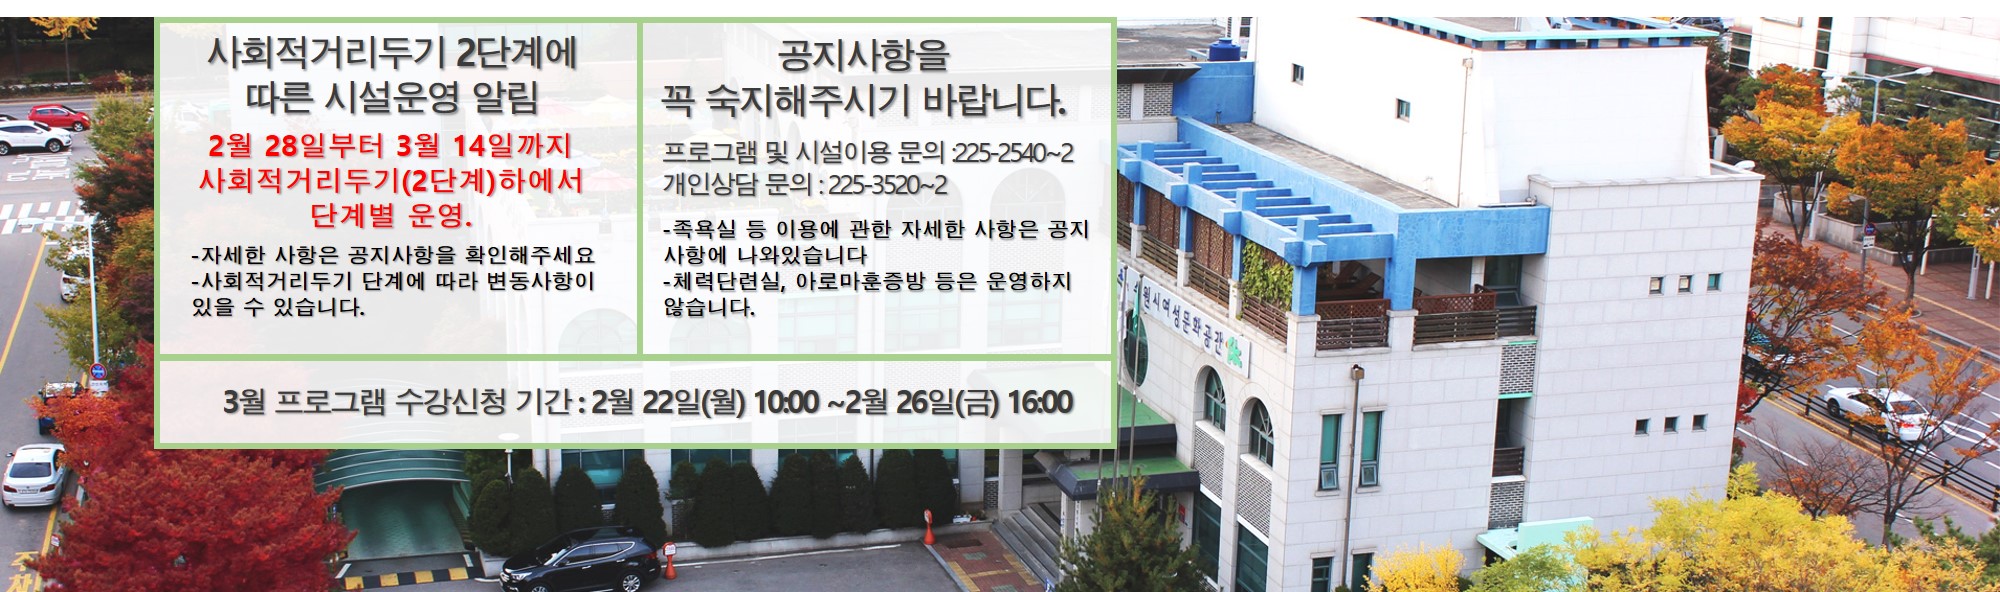 사회적거리두기 2단계에
따른 시설운영 알림
2월 28일부터 3월 14일까지
사회적거리두기(2단계)하에서
단계별 운영.
-자세한 사항은 공지사항을 확인해주세요
-사회적거리두기 단계에 따라 변동사항이
있을 수 있습니다.
공지사항을
꼭 숙지해주시기 바랍니다.
프로그램 및 시설이용 문의 :225-2540~2
개인상담 문의 : 225-3520~2
-족욕실 등 이용에 관한 자세한 사항은 공지
사항에 나와있습니다
-체력단련실, 아로마훈증방 등은 운영하지
않습니다.
3월 프로그램 수강신청 기간 : 2월 22일(월) 10:00 ~2월 26일(금) 16:00
원시여성문화공간